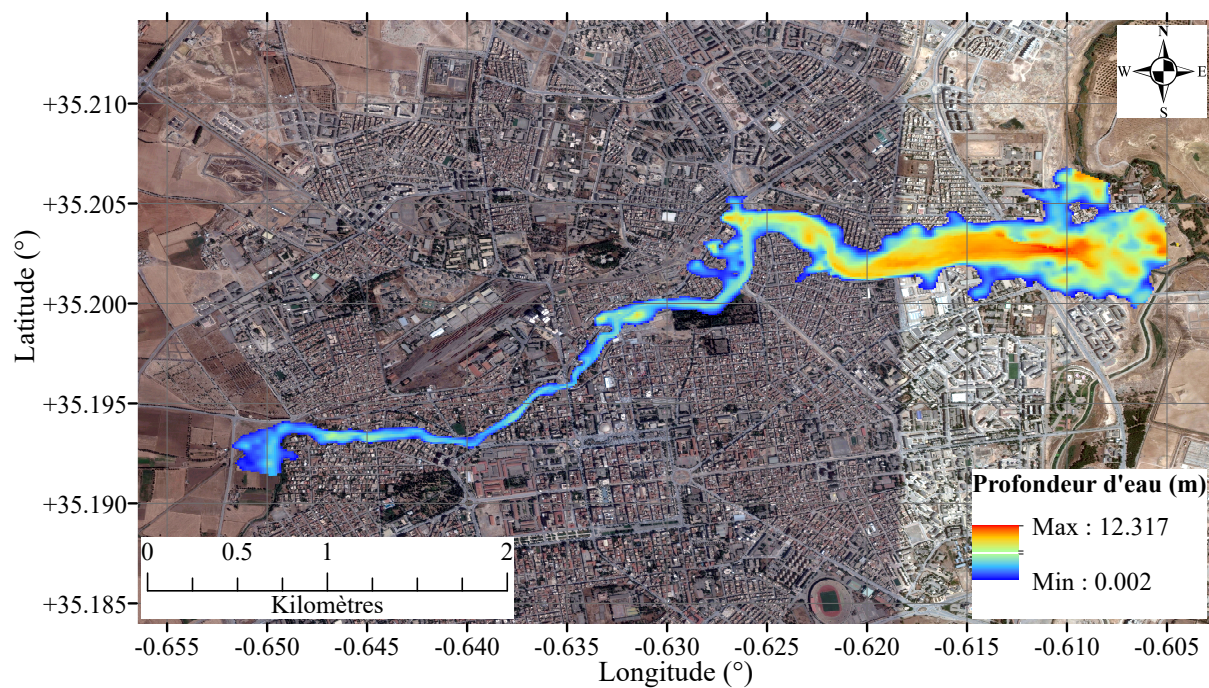 N
W E
S
+35.210
+35.205
+35.200
+35.195
+35.190
+35.185
Latitude (°)
Profondeur d'eau (m)
Max : 12.317
Min : 0.002
0 0.5 1 2
Kilomètres
-0.655 -0.650 -0.645 -0.640 -0.635 -0.630 -0.625 -0.620 -0.615 -0.610 -0.605
Longitude (°)